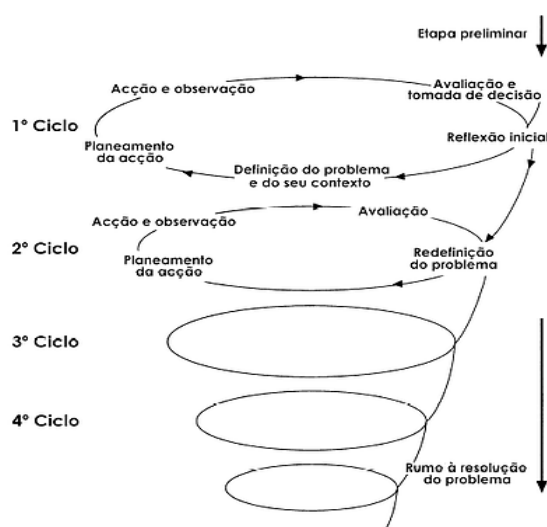 Etapa preliminar
Acção e observação
Avaliação e
tomada de decisão
1º Ciclo
Reflexão inicial
Planeamento
da acção
Definição do problema
e do seu contexto
Acção e observação
Avaliação
2º Ciclo
Planeamento
da acção
Redefinição
do problema
3º Ciclo
4º Ciclo
Rumo à resolução
do problema